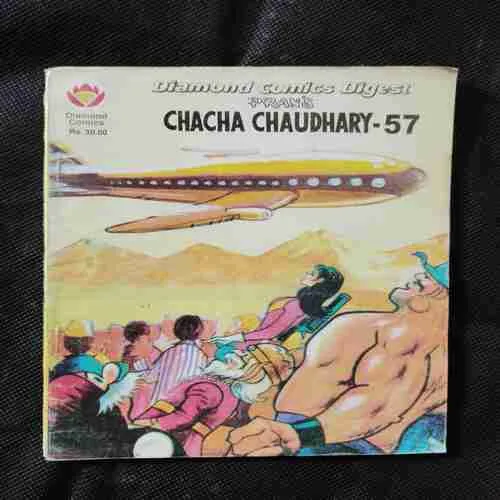 Diamond Comics Digest
PRAN'S
CHACHA CHAUDHARY-57
Diamond
Comics
Rs. 30.00